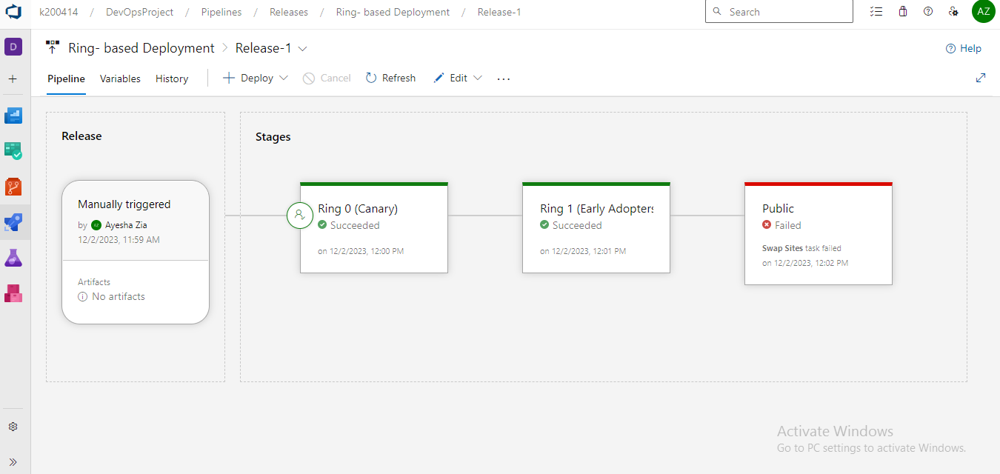 k200414 / DevOpsProject / Pipelines / Releases / Ring- based Deployment / Release-1
Search
AZ
D
Ring- based Deployment > Release-1
Help
Pipeline Variables History Deploy Cancel Refresh Edit ...
Release
Stages
Manually triggered
by AZ Ayesha Zia
12/2/2023, 11:59 AM
Artifacts
No artifacts
Ring 0 (Canary)
Succeeded
on 12/2/2023, 12:00 PM
Ring 1 (Early Adopters
Succeeded
on 12/2/2023, 12:01 PM
Public
Failed
Swap Sites task failed
on 12/2/2023, 12:02 PM
Activate Windows
Go to PC settings to activate Windows.